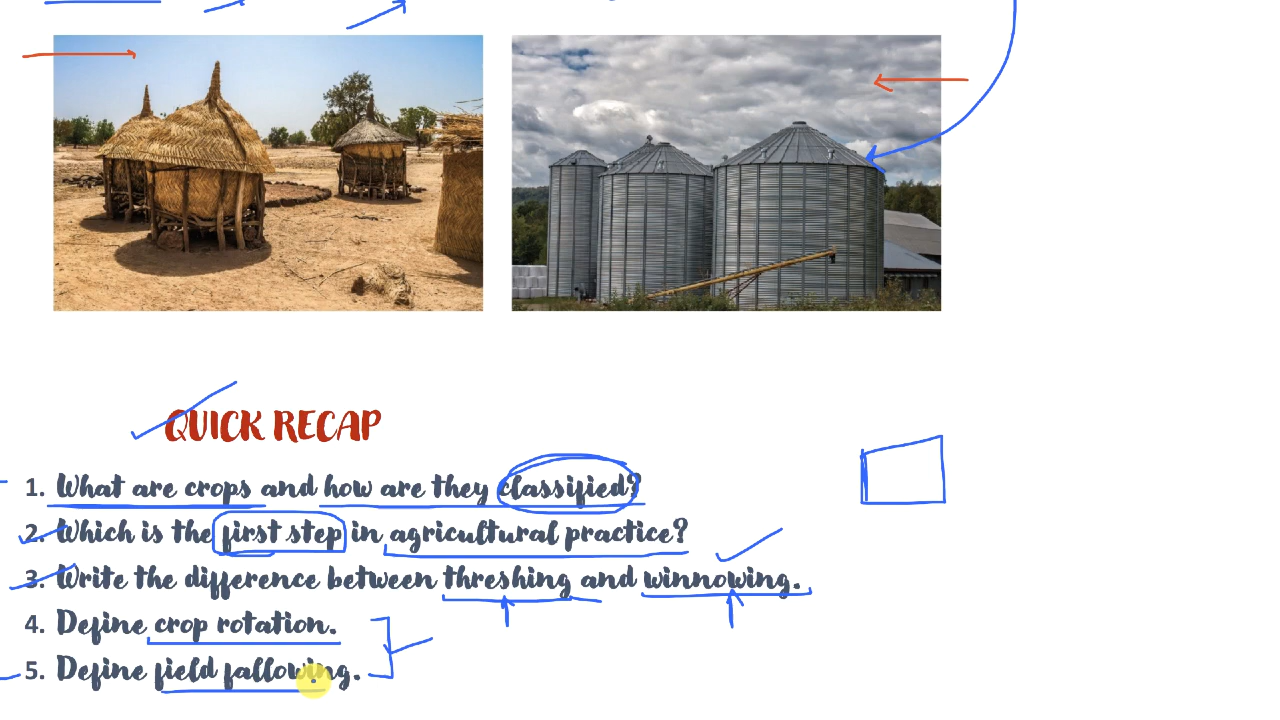 QUICK RECAP
1. What are crops and how are they classified?
2. Which is the first step in agricultural practice?
3. Write the difference between threshing and winnowing.
4. Define crop rotation.
5. Define field fallowing.